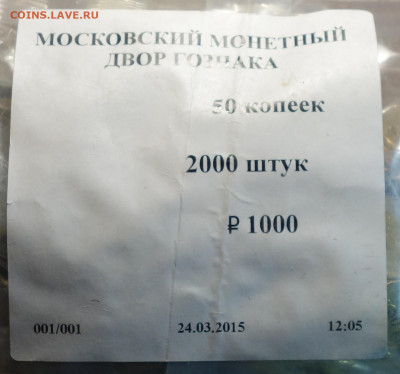 COINS.LAVE.RU
МОСКОВСКИЙ МОНЕТНЫЙ
ДВОР ГОЗНАКА
50 копеек
2000 штук
₽ 1000
001/001 24.03.2015 12:05